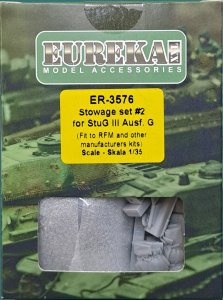 EUREKA
MODEL ACCESSORIES
ER-3576
Stowage set #2
for StuG III Ausf. G
(Fit to RFM and other
manufacturers kits)
Scale - Skala 1/35